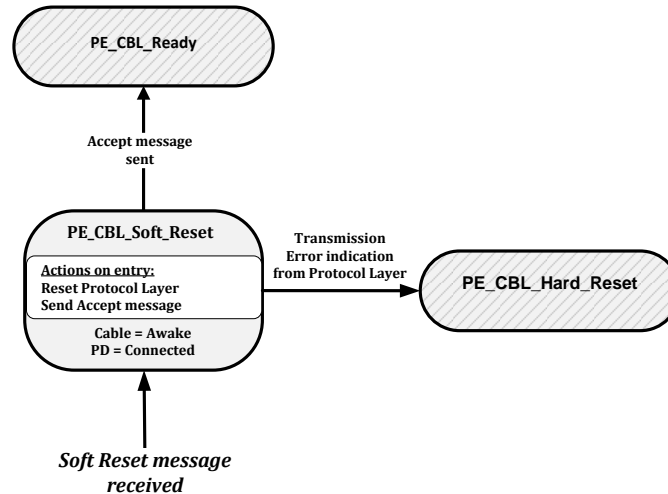 PE_CBL_Ready
Accept message
sent
PE_CBL_Soft_Reset
Actions on entry:
Reset Protocol Layer
Send Accept message
Cable = Awake
PD = Connected
Transmission
Error indication
from Protocol Layer
PE_CBL_Hard_Reset
Soft Reset message
received